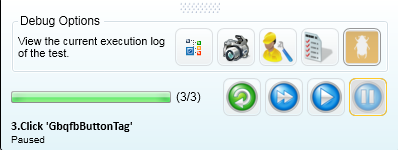 Debug Options
View the current execution log
of the test.
(3/3)
3.Click 'GbqfbButtonTag'
Paused